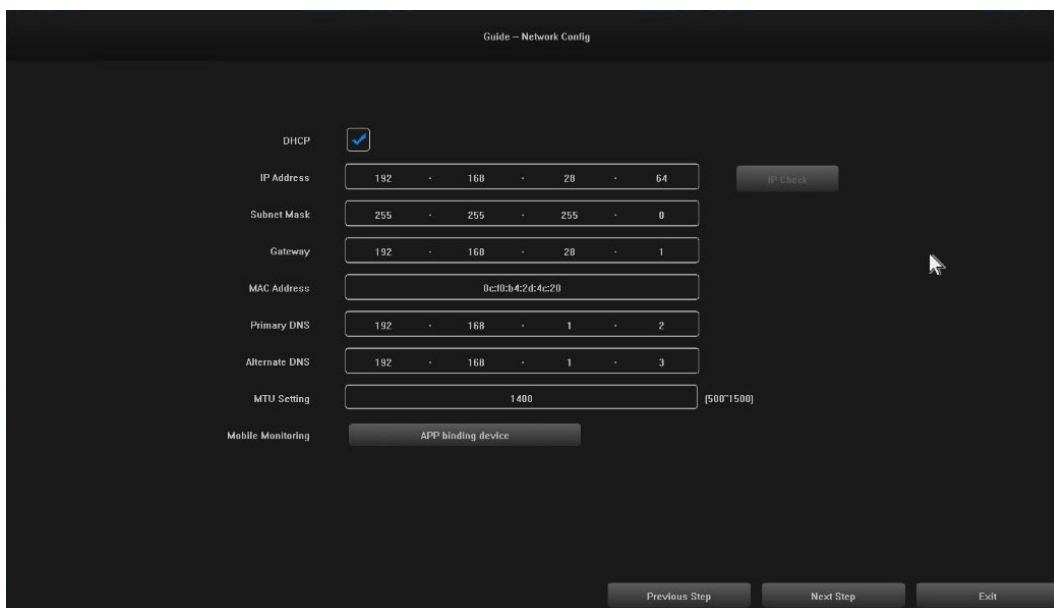 Guide – Network Config
DHCP
IP Address 192 · 168 · 28 · 64 IP Check
Subnet Mask 255 · 255 · 255 · 0
Gateway 192 · 168 · 28 · 1
MAC Address 0c:f0:b4:2d:4c:20
Primary DNS 192 · 168 · 1 · 2
Alternate DNS 192 · 168 · 1 · 3
MTU Setting 1400 (500~1500)
Mobile Monitoring APP binding device
Previous Step Next Step Exit